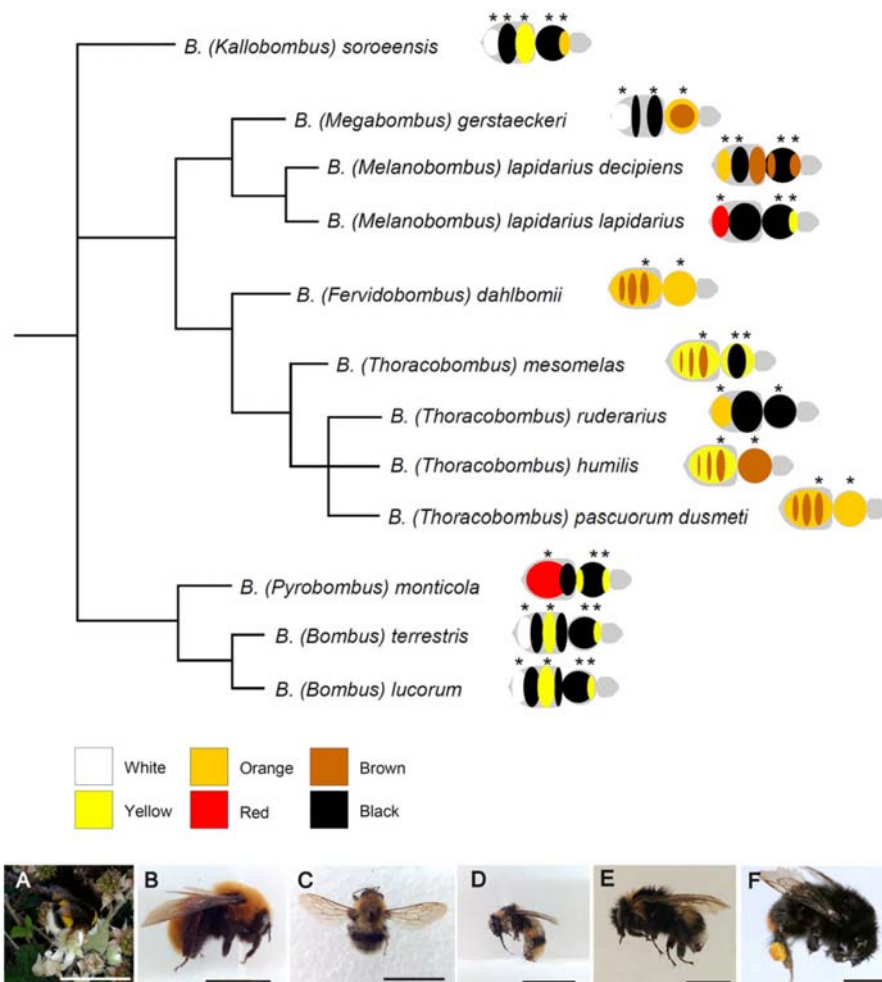 B. (Kallobombus) soroeensis
B. (Megabombus) gerstaeckeri
B. (Melanobombus) lapidarius decipiens
B. (Melanobombus) lapidarius lapidarius
B. (Fervidobombus) dahlbomii
B. (Thoracobombus) mesomelas
B. (Thoracobombus) ruderarius
B. (Thoracobombus) humilis
B. (Thoracobombus) pascuorum dusmeti
B. (Pyrobombus) monticola
B. (Bombus) terrestris
B. (Bombus) lucorum
White Orange Brown
Yellow Red Black
A B C D E F